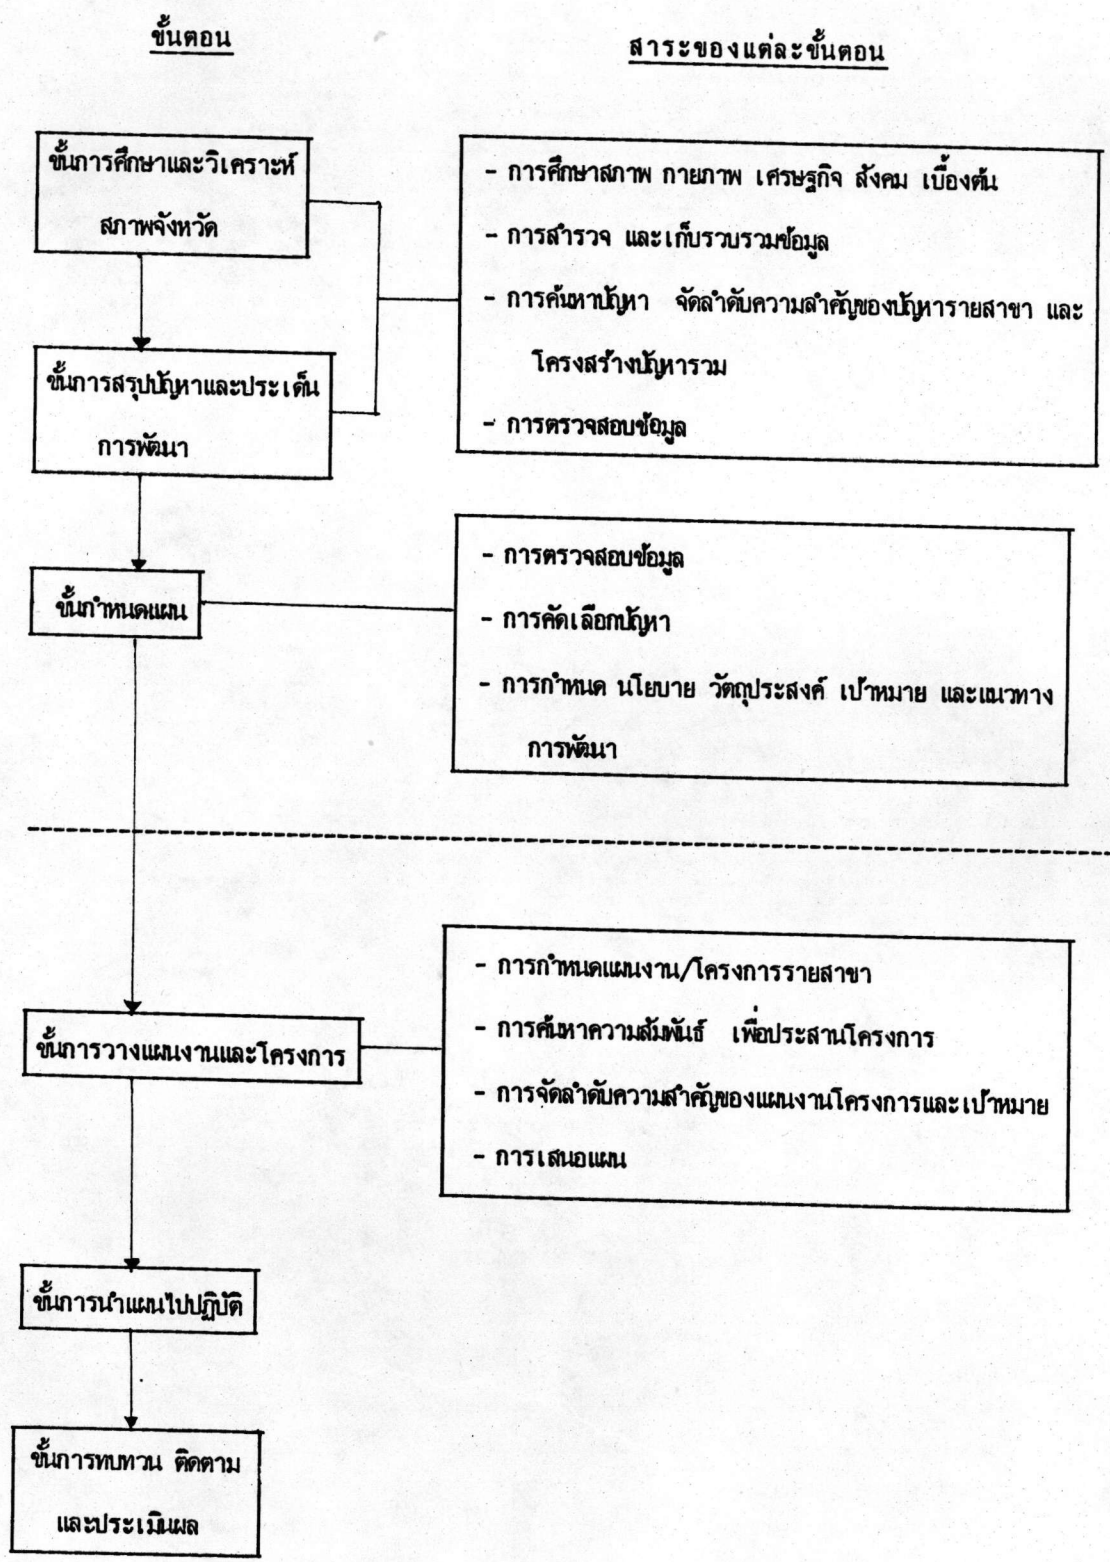 ขั้นตอน
สาระของแต่ละขั้นตอน
ขั้นการศึกษาและวิเคราะห์
สภาพจังหวัด
- การศึกษาสภาพ กายภาพ เศรษฐกิจ สังคม เบื้องต้น
- การสำรวจ และเก็บรวบรวมข้อมูล
- การค้นหาปัญหา จัดลำดับความสำคัญของปัญหารายสาขา และ
โครงสร้างปัญหารวม
- การตรวจสอบข้อมูล
ขั้นการสรุปปัญหาและประเด็น
การพัฒนา
ขั้นกำหนดแผน
- การตรวจสอบข้อมูล
- การคัดเลือกปัญหา
- การกำหนด นโยบาย วัตถุประสงค์ เป้าหมาย และแนวทาง
การพัฒนา
ขั้นการวางแผนงานและโครงการ
- การกำหนดแผนงาน/โครงการรายสาขา
- การค้นหาความสัมพันธ์ เพื่อประสานโครงการ
- การจัดลำดับความสำคัญของแผนงานโครงการและเป้าหมาย
- การเสนอแผน
ขั้นการนำแผนไปปฏิบัติ
ขั้นการทบทวน ติดตาม
และประเมินผล